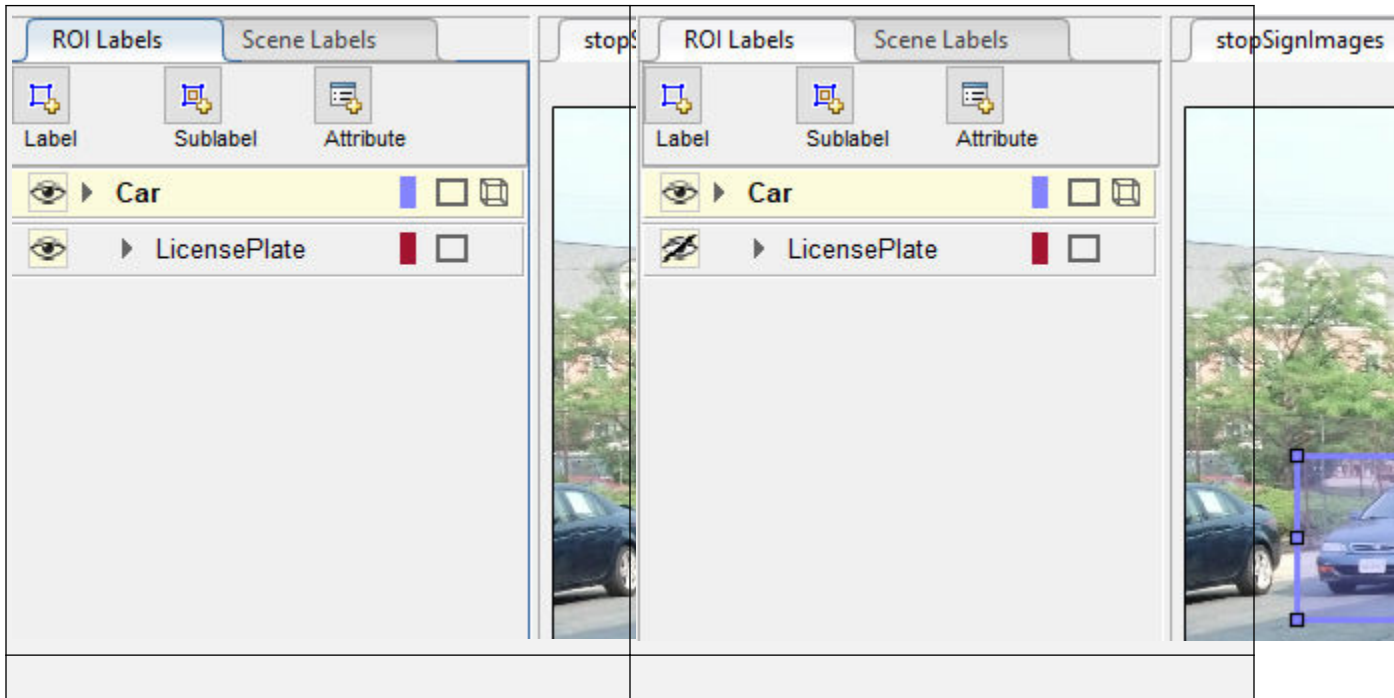 ROI Labels Scene Labels
Label Sublabel Attribute
Car
LicensePlate
ROI Labels Scene Labels stopSignImages
Label Sublabel Attribute
Car
LicensePlate